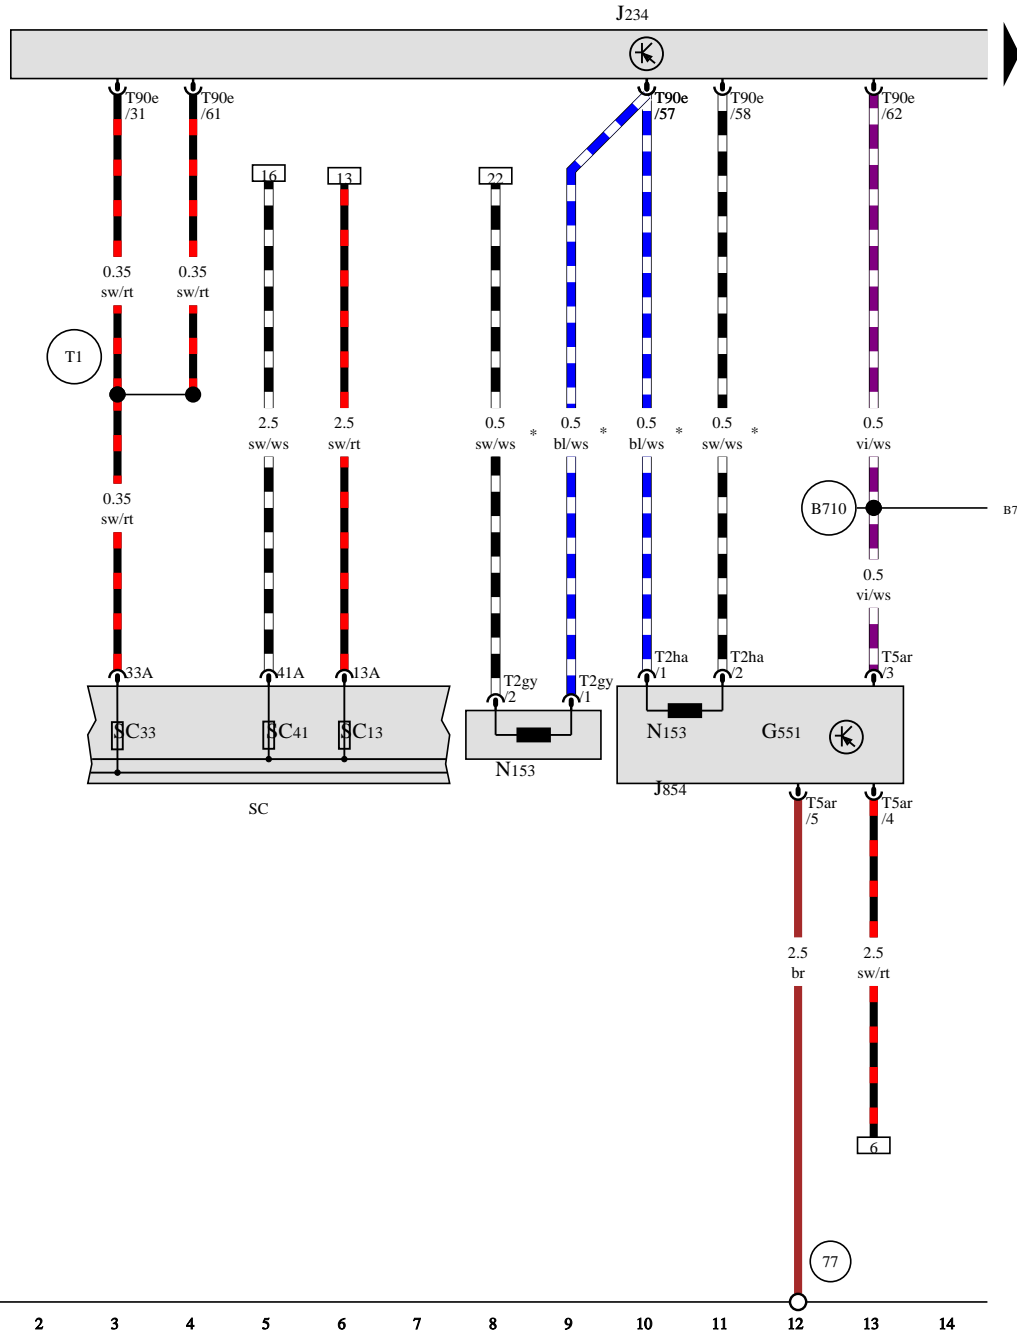 J234
T90e
/31
T90e
/61
T90e
/57
T90e
/58
T90e
/62
16
13
22
0.35
sw/rt
0.35
sw/rt
T1
2.5
sw/ws
2.5
sw/rt
0.5
sw/ws
*
0.5
bl/ws
*
0.5
bl/ws
*
0.5
sw/ws
*
0.5
vi/ws
0.35
sw/rt
B710
B7
0.5
vi/ws
33A
41A
13A
T2gy
/2
T2gy
/1
T2ha
/1
T2ha
/2
T5ar
/3
SC33
SC41
SC13
N153
G551
N153
J854
SC
T5ar
/5
T5ar
/4
2.5
br
2.5
sw/rt
6
77
2 3 4 5 6 7 8 9 10 11 12 13 14